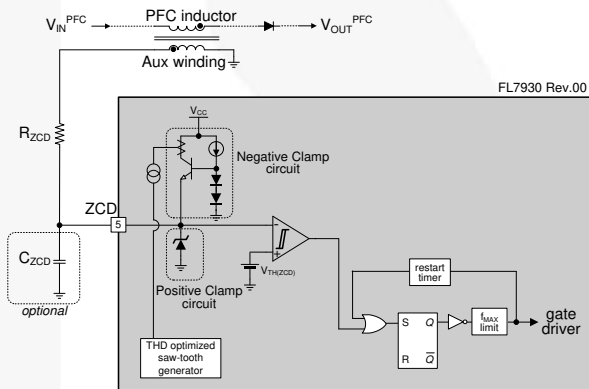 PFC inductor
V_IN^PFC
V_OUT^PFC
Aux winding
FL7930 Rev.00
R_ZCD
V_CC
Negative Clamp
circuit
ZCD
5
C_ZCD
optional
Positive Clamp
circuit
V_TH(ZCD)
-
+
restart
timer
THD optimized
saw-tooth
generator
S
Q
R
Q̅
f_MAX
limit
gate
driver